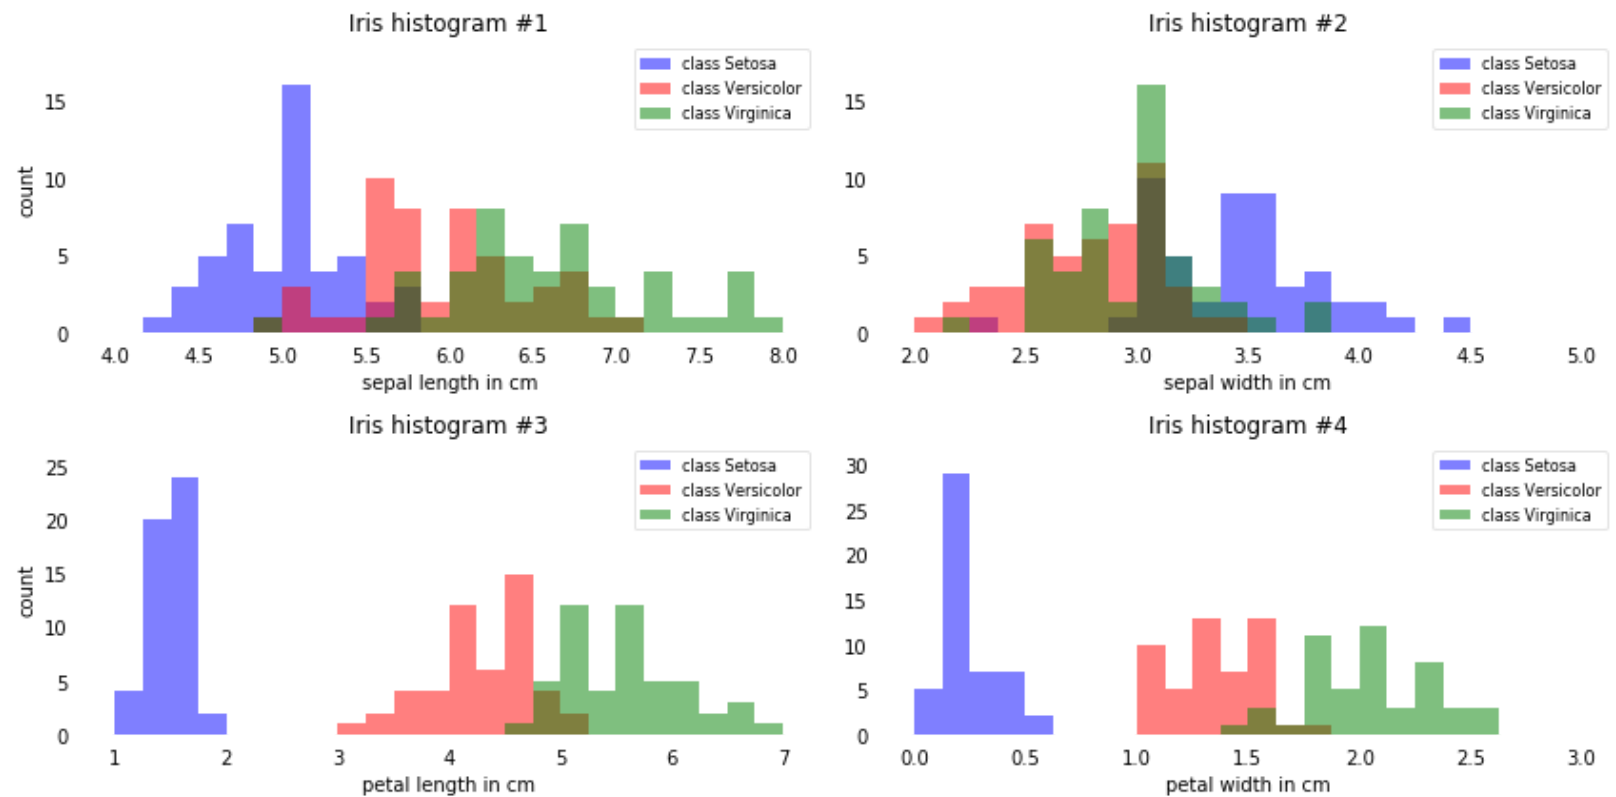 Iris histogram #1
class Setosa
class Versicolor
class Virginica
15
10
5
0
count
4.0 4.5 5.0 5.5 6.0 6.5 7.0 7.5 8.0
sepal length in cm
Iris histogram #2
class Setosa
class Versicolor
class Virginica
15
10
5
0
2.0 2.5 3.0 3.5 4.0 4.5 5.0
sepal width in cm
Iris histogram #3
class Setosa
class Versicolor
class Virginica
25
20
15
10
5
0
count
1 2 3 4 5 6 7
petal length in cm
Iris histogram #4
class Setosa
class Versicolor
class Virginica
30
25
20
15
10
5
0
0.0 0.5 1.0 1.5 2.0 2.5 3.0
petal width in cm